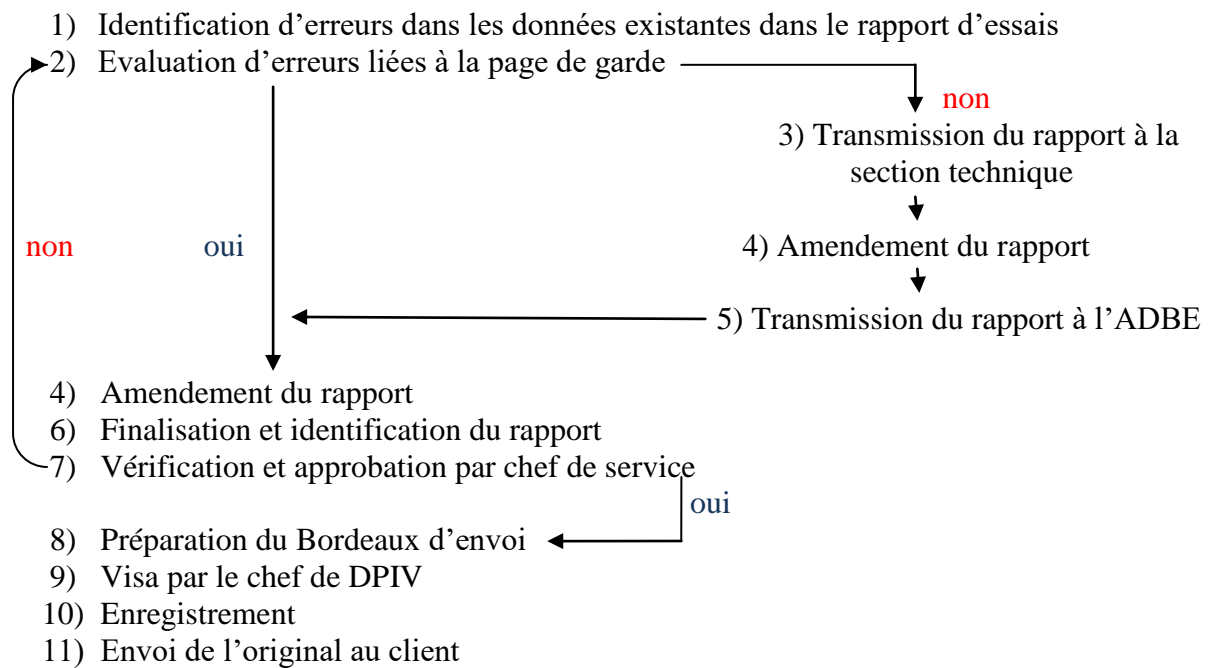 1) Identification d’erreurs dans les données existantes dans le rapport d’essais
2) Evaluation d’erreurs liées à la page de garde
non
3) Transmission du rapport à la
section technique
non
oui
4) Amendement du rapport
5) Transmission du rapport à l’ADBE
4) Amendement du rapport
6) Finalisation et identification du rapport
7) Vérification et approbation par chef de service
oui
8) Préparation du Bordeaux d’envoi
9) Visa par le chef de DPIV
10) Enregistrement
11) Envoi de l’original au client